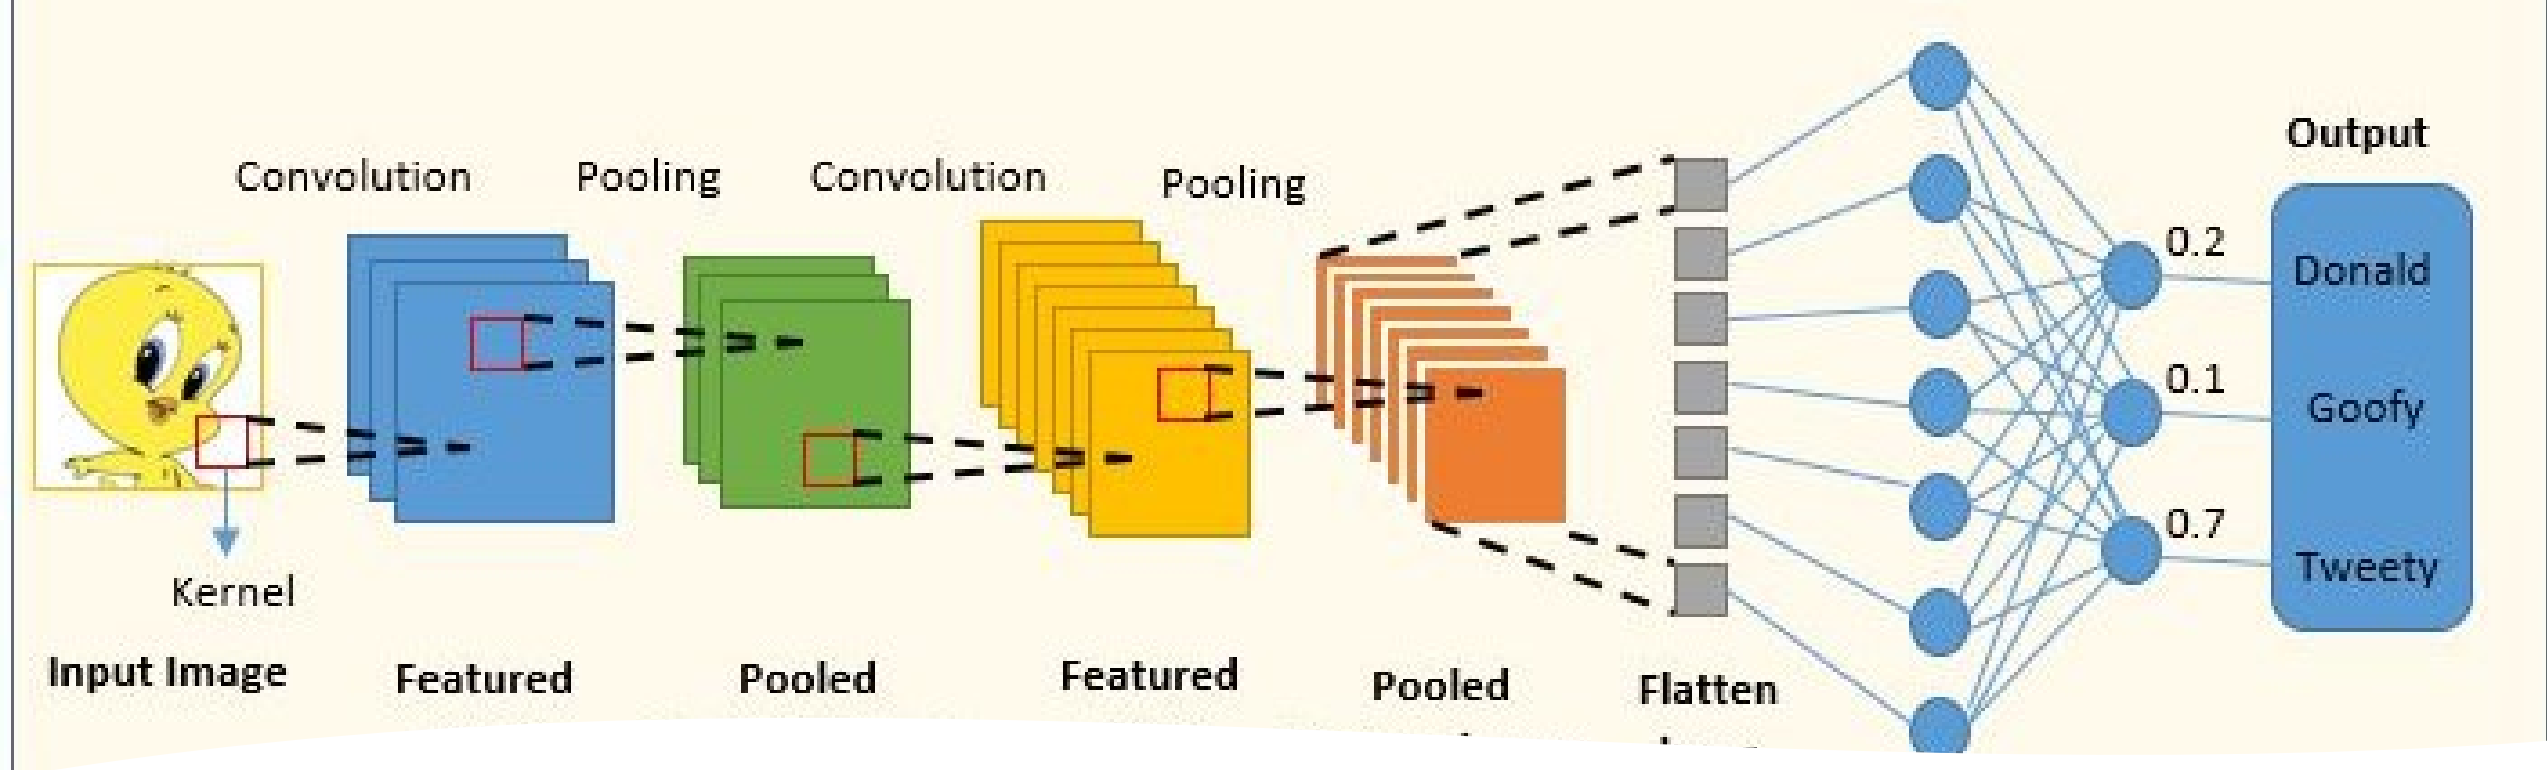 Convolution
Pooling
Convolution
Pooling
Output
0.2
Donald
0.1
Goofy
0.7
Tweety
Kernel
Input Image
Featured
Pooled
Featured
Pooled
Flatten